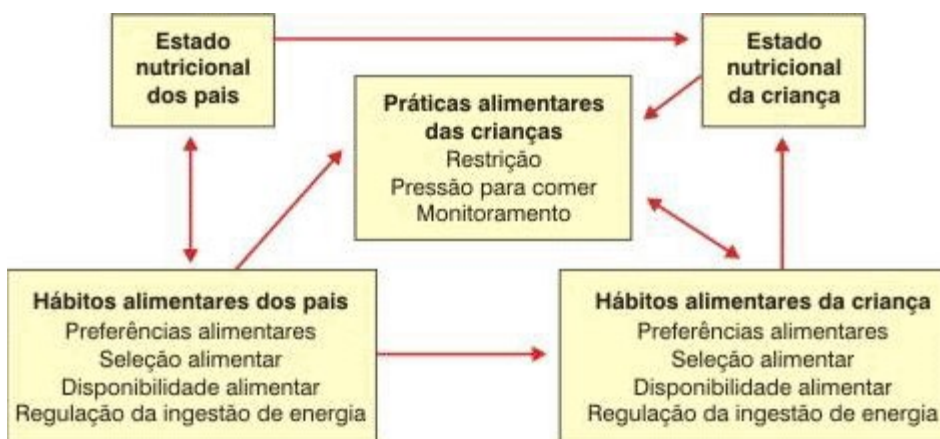 Estado
nutricional
dos pais
Estado
nutricional
da criança
Práticas alimentares
das crianças
Restrição
Pressão para comer
Monitoramento
Hábitos alimentares dos pais
Preferências alimentares
Seleção alimentar
Disponibilidade alimentar
Regulação da ingestão de energia
Hábitos alimentares da criança
Preferências alimentares
Seleção alimentar
Disponibilidade alimentar
Regulação da ingestão de energia